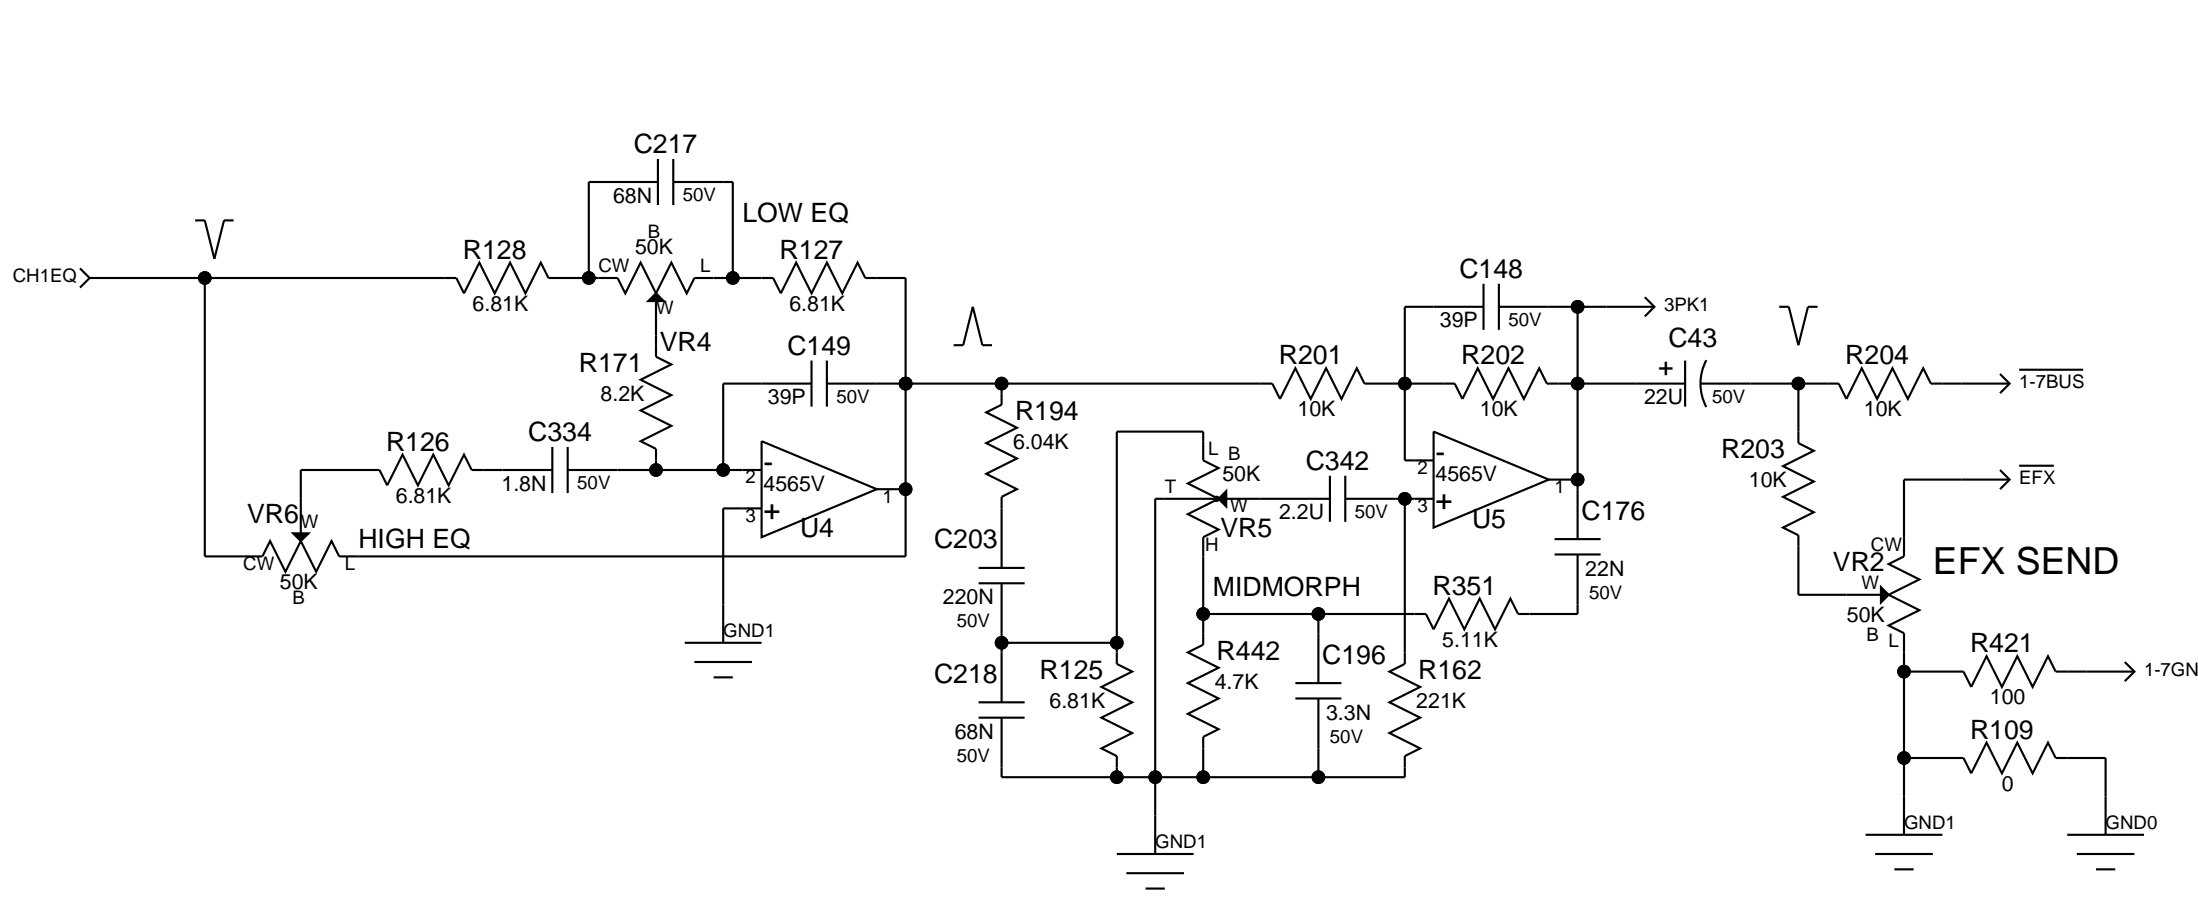 C217
68N
50V
LOW EQ
B
50K
R128
CW
L
R127
CH1EQ
6.81K
W
6.81K
VR4
C149
R171
8.2K
39P
50V
C148
39P
50V
3PK1
C43
+
22U
50V
R201
10K
R202
10K
R204
10K
1-7BUS
R194
6.04K
R126
6.81K
C334
1.8N
50V
-
2
4565V
1
3
+
U4
VR6
W
HIGH EQ
CW
L
50K
B
GND1
C203
220N
50V
L
B
50K
T
W
VR5
H
C342
2.2U
50V
-
2
4565V
1
3
+
U5
C176
22N
50V
R203
10K
EFX
CW
VR2
W
50K
B
L
EFX SEND
MIDMORPH
R351
5.11K
C218
68N
50V
R125
6.81K
R442
4.7K
C196
3.3N
50V
R162
221K
R421
100
1-7GN
R109
0
GND1
GND1
GND0